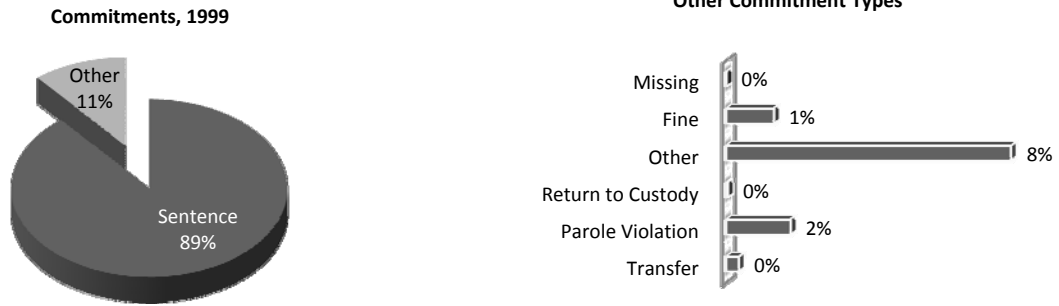 Commitments, 1999
Other
11%
Sentence
89%
Other Commitment Types
Missing 0%
Fine 1%
Other 8%
Return to Custody 0%
Parole Violation 2%
Transfer 0%